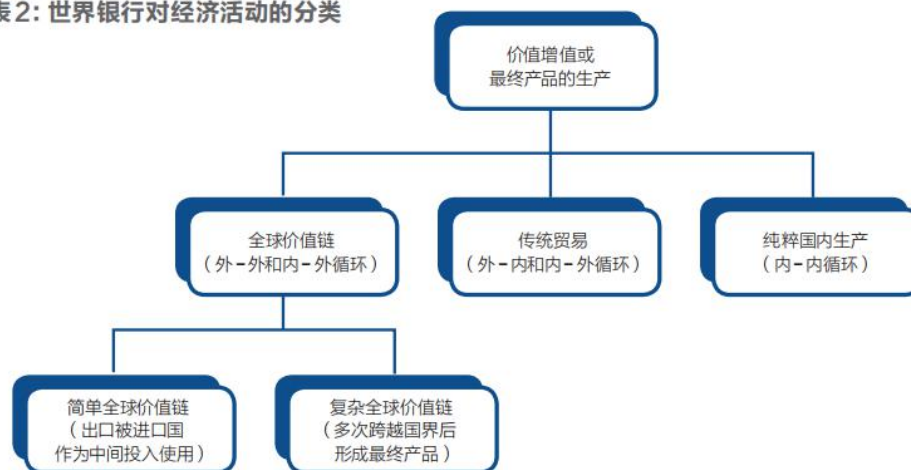 表2: 世界银行对经济活动的分类
价值增值或
最终产品的生产
全球价值链
（外-外和内-外循环）
传统贸易
（外-内和内-外循环）
纯粹国内生产
（内-内循环）
简单全球价值链
（出口被进口国
作为中间投入使用）
复杂全球价值链
（多次跨越国界后
形成最终产品）